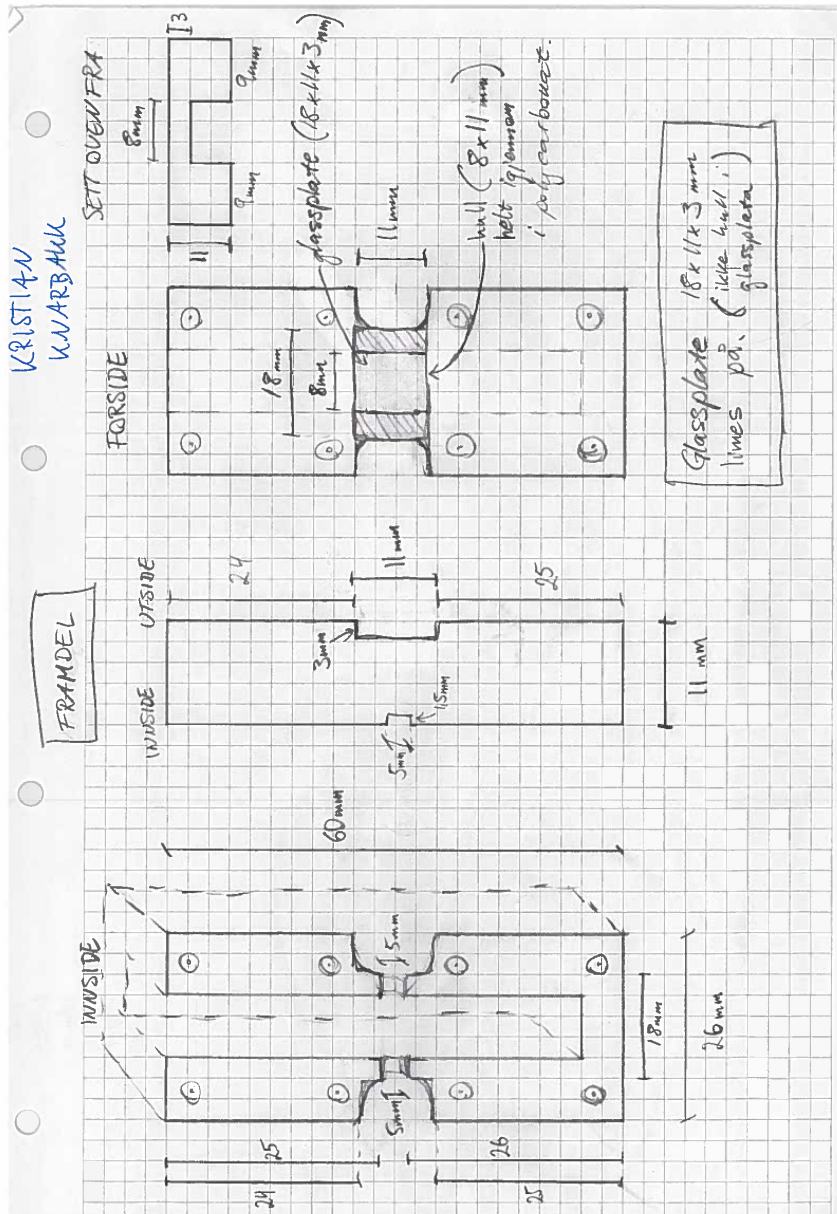 KRISTIAN
KNARBAKK
FRAMDEL
INNSIDE
5mm
5mm
60mm
18mm
26mm
25
24
26
25
INNSIDE
UTSIDE
24
11mm
25
3mm
1,5mm
5mm
11 mm
FORSIDE
18mm
8mm
glassplate (18x11x3mm)
11mm
hull (8x11mm)
helt igjennom
i polycarbonat.
SETT OVENFRA
8mm
3
11
9mm
9mm
Glassplate 18x11x3 mm
limes på. (ikke hull i
glassplata)